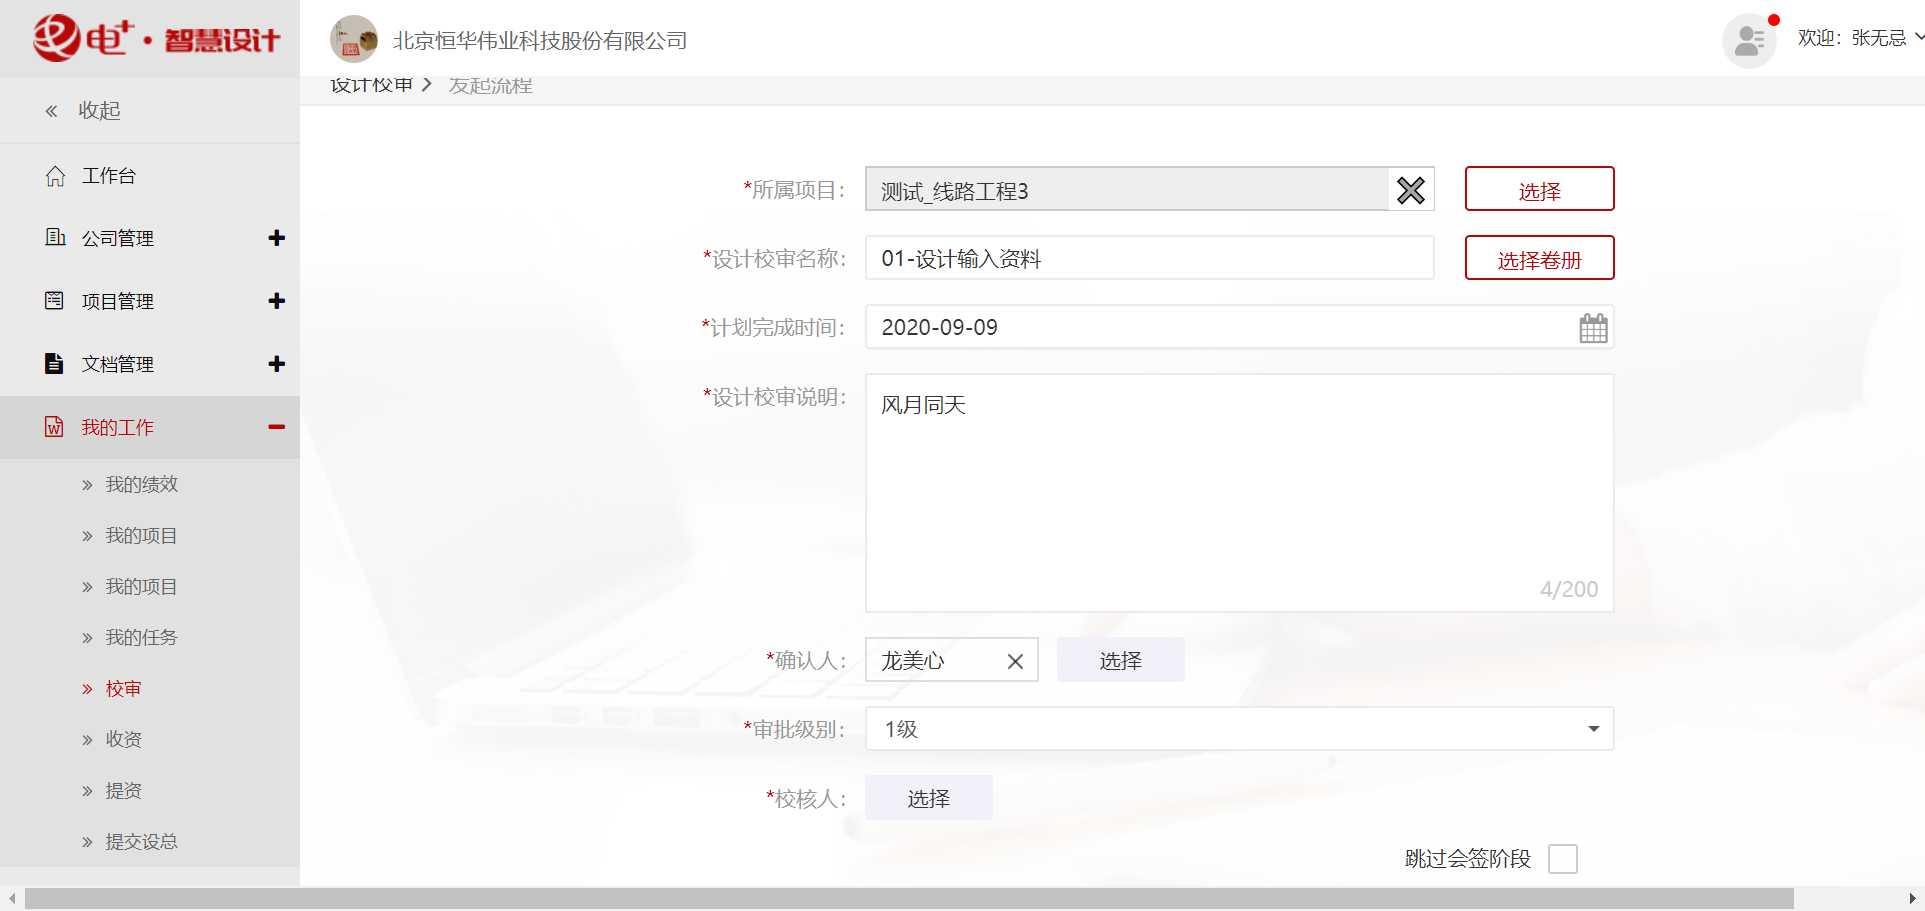 电+·智慧设计
北京恒华伟业科技股份有限公司
欢迎：张无忌
设计校审 发起流程
« 收起
工作台
公司管理
项目管理
文档管理
我的工作
» 我的绩效
» 我的项目
» 我的项目
» 我的任务
» 校审
» 收资
» 提资
» 提交设总
*所属项目： 测试_线路工程3 选择
*设计校审名称： 01-设计输入资料 选择卷册
*计划完成时间： 2020-09-09
*设计校审说明： 风月同天
4/200
*确认人： 龙美心 选择
*审批级别： 1级
*校核人： 选择
跳过会签阶段